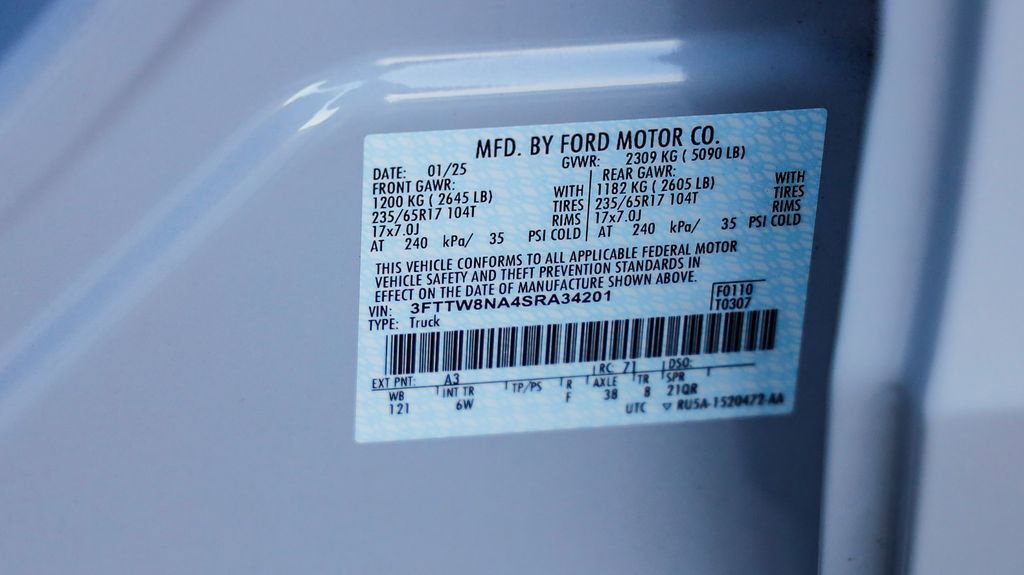 MFD. BY FORD MOTOR CO.
DATE: 01/25 GVWR: 2309 KG ( 5090 LB)
FRONT GAWR: REAR GAWR:
1200 KG ( 2645 LB) WITH 1182 KG ( 2605 LB) WITH
235/65R17 104T TIRES 235/65R17 104T TIRES
17x7.0J RIMS 17x7.0J RIMS
AT 240 kPa/ 35 PSI COLD AT 240 kPa/ 35 PSI COLD
THIS VEHICLE CONFORMS TO ALL APPLICABLE FEDERAL MOTOR
VEHICLE SAFETY AND THEFT PREVENTION STANDARDS IN
EFFECT ON THE DATE OF MANUFACTURE SHOWN ABOVE.
VIN: 3FTTW8NA4SRA34201 F0110
TYPE: Truck T0307
RC: 71 DSO:
EXT PNT: A3
WB INT TR TP/PS R AXLE TR SPR
121 6W F 38 8 21QR
UTC ▽ RU5A-1520472-AA